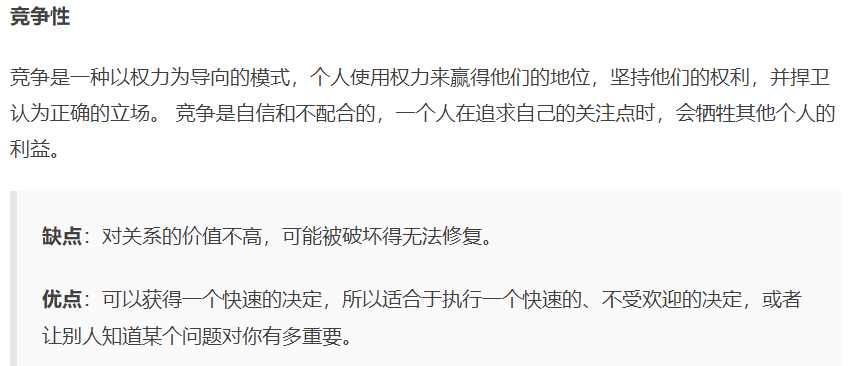 竞争性
竞争是一种以权力为导向的模式，个人使用权力来赢得他们的地位，坚持他们的权利，并捍卫
认为正确的立场。 竞争是自信和不配合的，一个人在追求自己的关注点时，会牺牲其他个人的
利益。
缺点：对关系的价值不高，可能被破坏得无法修复。
优点：可以获得一个快速的决定，所以适合于执行一个快速的、不受欢迎的决定，或者
让别人知道某个问题对你有多重要。